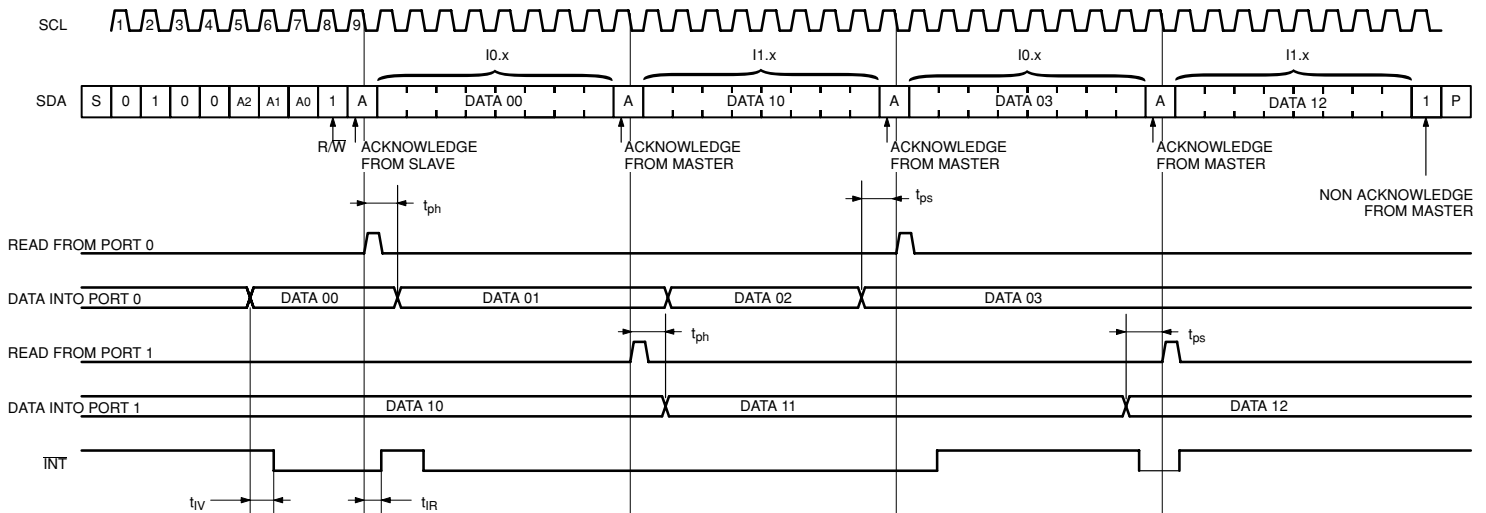 SCL 1 2 3 4 5 6 7 8 9
I0.x I1.x I0.x I1.x
SDA S 0 1 0 0 A2 A1 A0 1 A DATA 00 A DATA 10 A DATA 03 A DATA 12 1 P
R/W̅ ACKNOWLEDGE ACKNOWLEDGE ACKNOWLEDGE ACKNOWLEDGE
FROM SLAVE FROM MASTER FROM MASTER FROM MASTER
NON ACKNOWLEDGE
FROM MASTER
tph tps
READ FROM PORT 0
DATA INTO PORT 0 DATA 00 DATA 01 DATA 02 DATA 03
tph tps
READ FROM PORT 1
DATA INTO PORT 1 DATA 10 DATA 11 DATA 12
I̅N̅T̅
tIV tIR